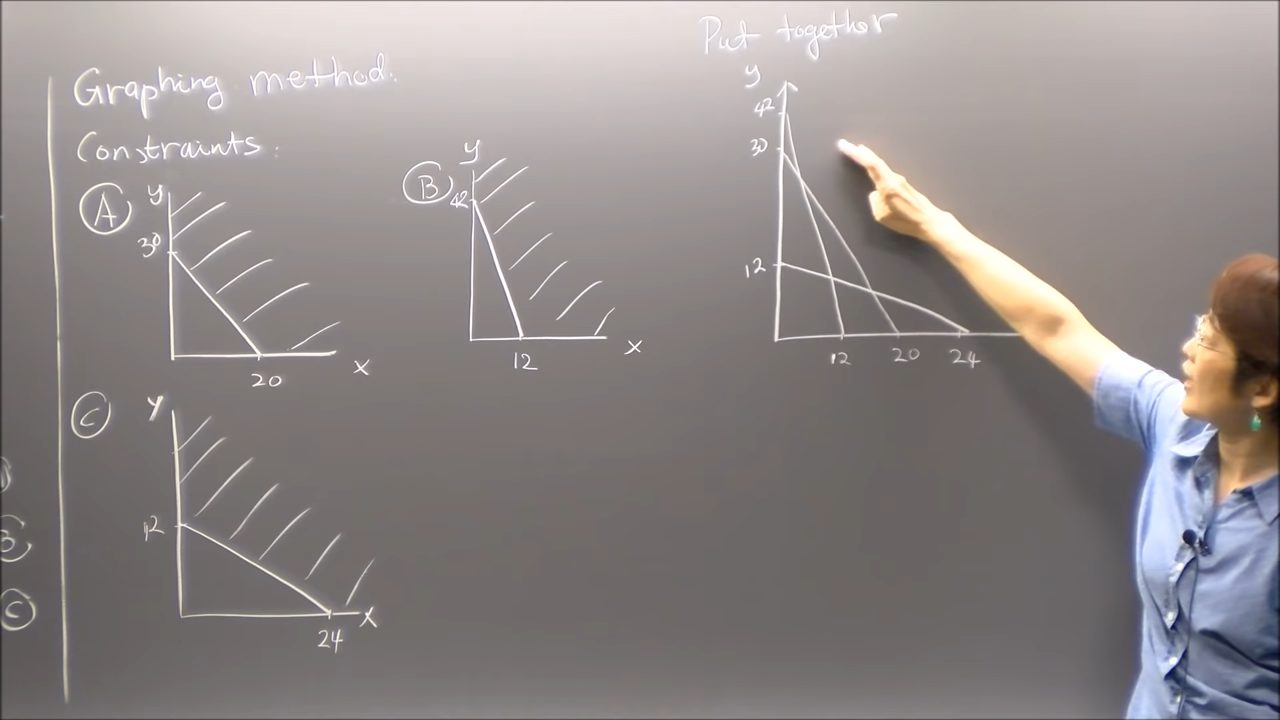 Graphing method.
Constraints:
A
y
30
20
x
B
y
42
12
x
C
y
12
24
x
Put together
y
42
30
12
12
20
24
B
C